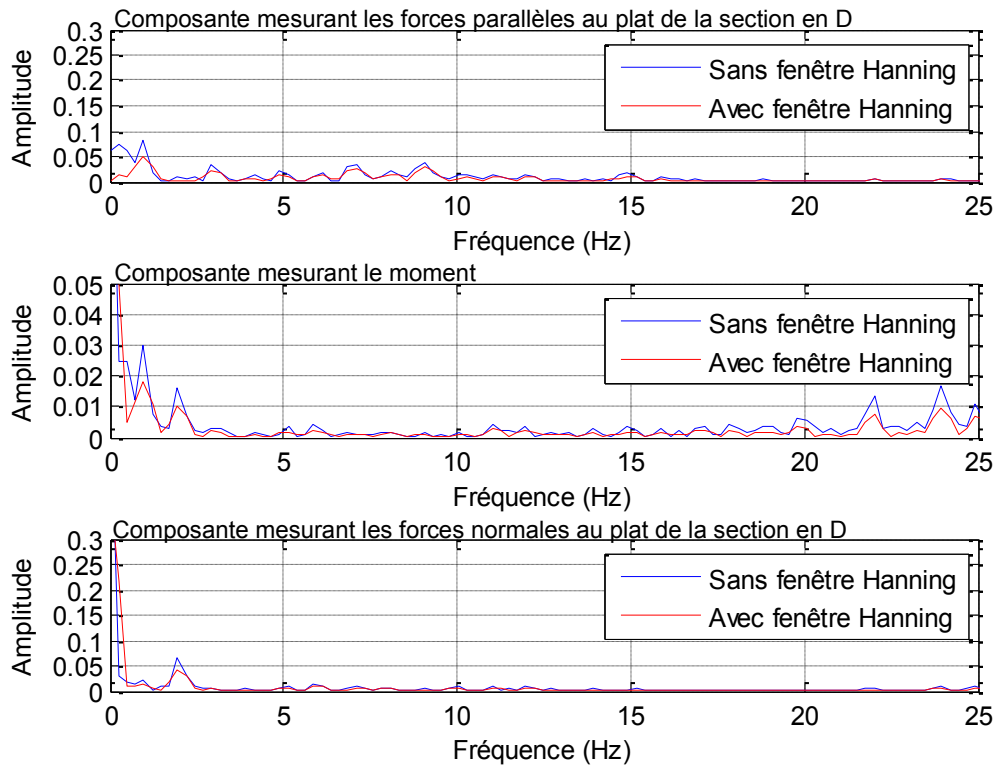 Composante mesurant les forces parallèles au plat de la section en D
0.3
0.25
0.2
0.15
0.1
0.05
0
Amplitude
Sans fenêtre Hanning
Avec fenêtre Hanning
0 5 10 15 20 25
Fréquence (Hz)
Composante mesurant le moment
0.05
0.04
0.03
0.02
0.01
0
Amplitude
Sans fenêtre Hanning
Avec fenêtre Hanning
0 5 10 15 20 25
Fréquence (Hz)
Composante mesurant les forces normales au plat de la section en D
0.3
0.25
0.2
0.15
0.1
0.05
0
Amplitude
Sans fenêtre Hanning
Avec fenêtre Hanning
0 5 10 15 20 25
Fréquence (Hz)